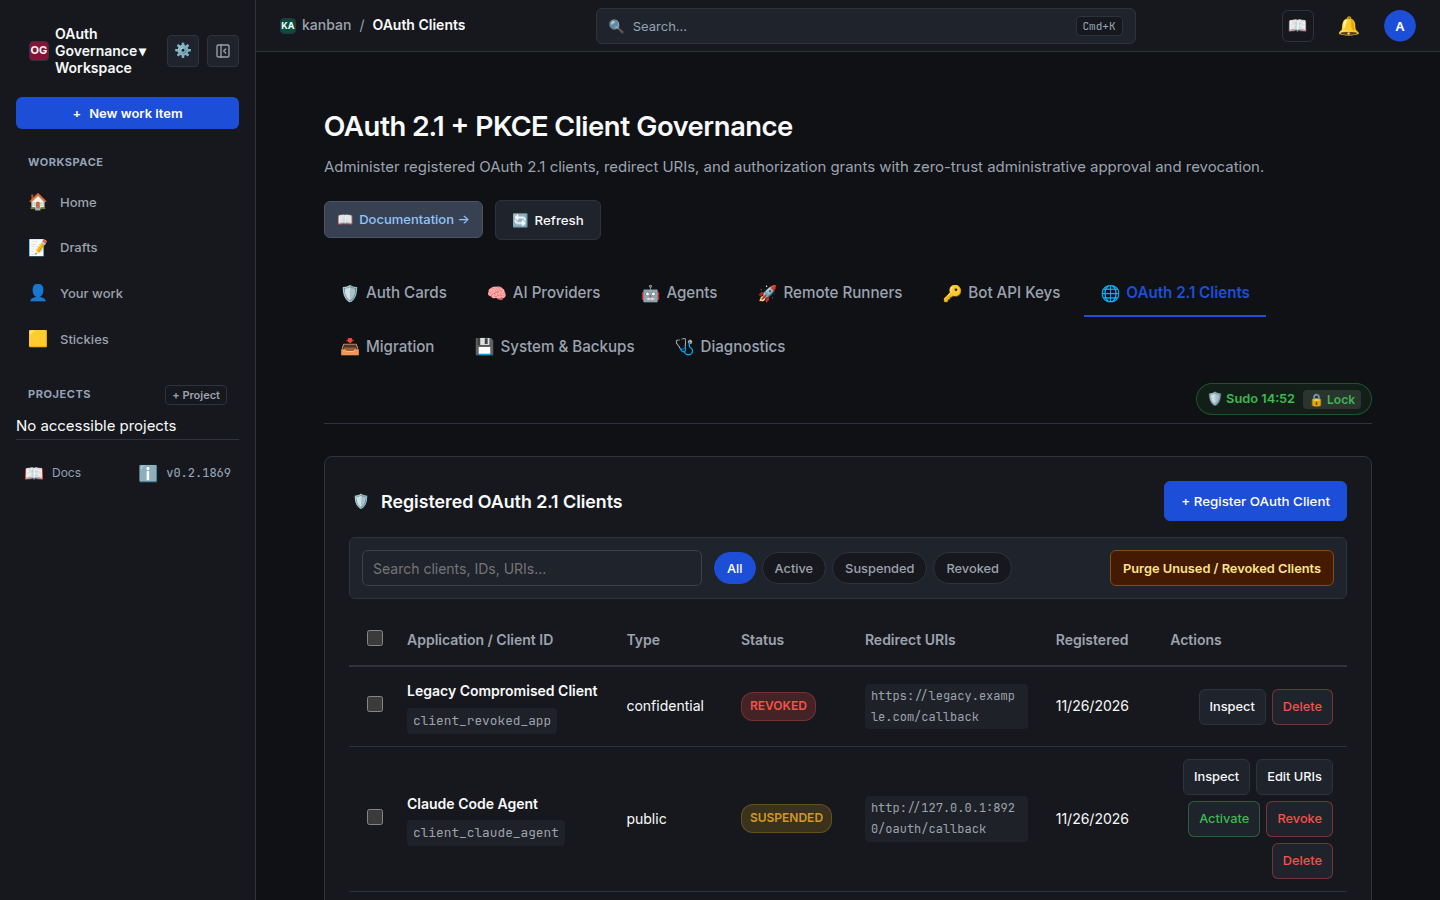 OG
OAuth
Governance ▾
Workspace
KA kanban / OAuth Clients
Search...
Cmd+K
A
+ New work item
WORKSPACE
Home
Drafts
Your work
Stickies
PROJECTS
+ Project
No accessible projects
Docs
v0.2.1869
OAuth 2.1 + PKCE Client Governance
Administer registered OAuth 2.1 clients, redirect URIs, and authorization grants with zero-trust administrative approval and revocation.
Documentation →
Refresh
Auth Cards
AI Providers
Agents
Remote Runners
Bot API Keys
OAuth 2.1 Clients
Migration
System & Backups
Diagnostics
Sudo 14:52
Lock
Registered OAuth 2.1 Clients
+ Register OAuth Client
Search clients, IDs, URIs...
All
Active
Suspended
Revoked
Purge Unused / Revoked Clients
Application / Client ID
Type
Status
Redirect URIs
Registered
Actions
Legacy Compromised Client
client_revoked_app
confidential
REVOKED
https://legacy.examp
le.com/callback
11/26/2026
Inspect
Delete
Claude Code Agent
client_claude_agent
public
SUSPENDED
http://127.0.0.1:892
0/oauth/callback
11/26/2026
Inspect
Edit URIs
Activate
Revoke
Delete